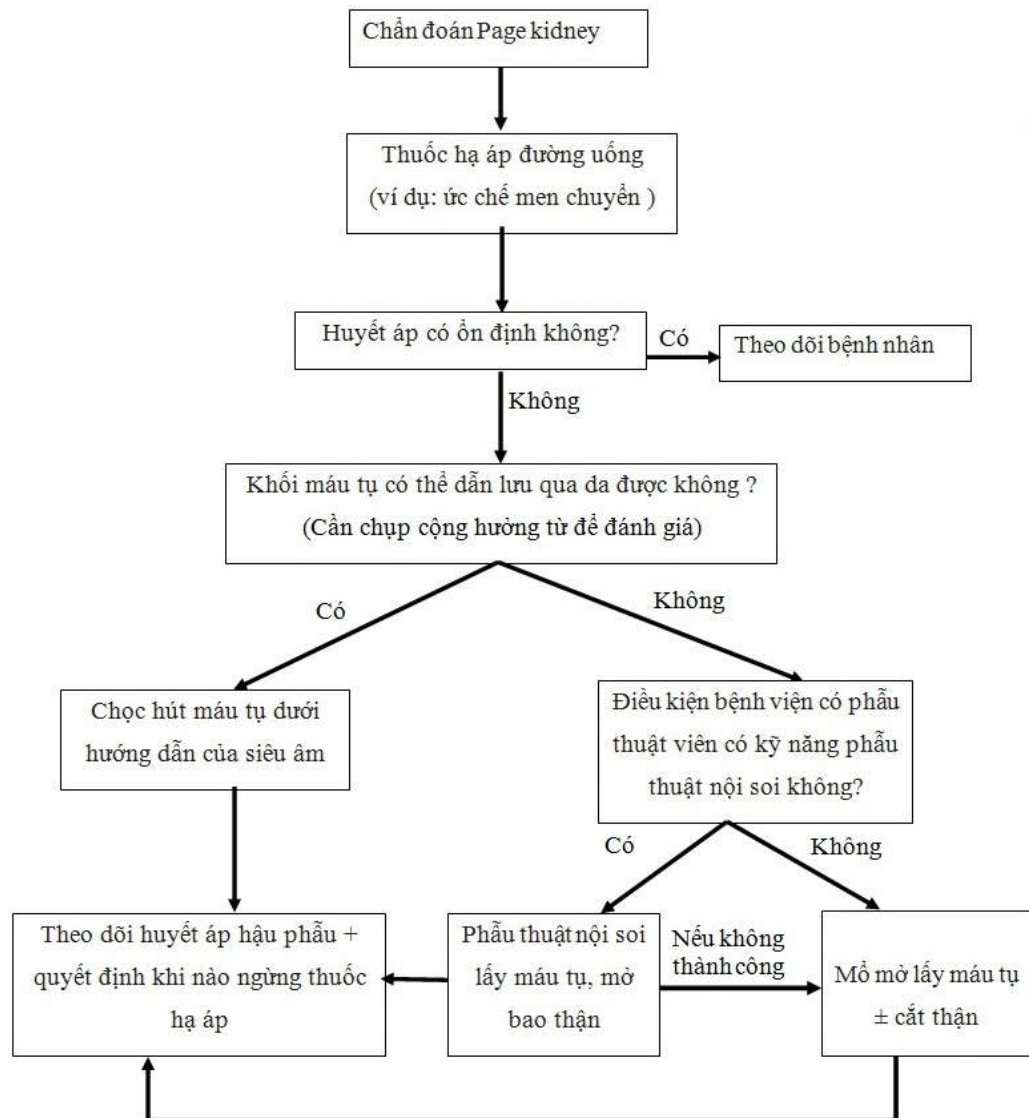 Chẩn đoán Page kidney
Thuốc hạ áp đường uống
(ví dụ: ức chế men chuyển )
Huyết áp có ổn định không?
Có
Theo dõi bệnh nhân
Không
Khối máu tụ có thể dẫn lưu qua da được không ?
(Cần chụp cộng hưởng từ để đánh giá)
Có
Không
Chọc hút máu tụ dưới
hướng dẫn của siêu âm
Điều kiện bệnh viện có phẫu
thuật viên có kỹ năng phẫu
thuật nội soi không?
Có
Không
Theo dõi huyết áp hậu phẫu +
quyết định khi nào ngừng thuốc
hạ áp
Phẫu thuật nội soi
lấy máu tụ, mở
bao thận
Nếu không
thành công
Mổ mở lấy máu tụ
± cắt thận